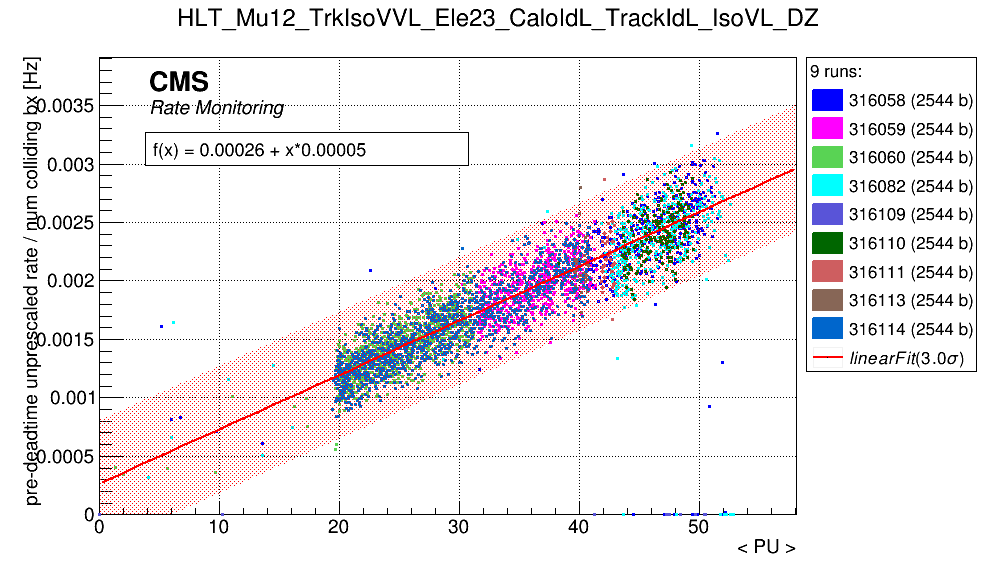 HLT_Mu12_TrkIsoVVL_Ele23_CaloIdL_TrackIdL_IsoVL_DZ
pre-deadtime unprescaled rate / num colliding bx [Hz]
CMS
Rate Monitoring
f(x) = 0.00026 + x*0.00005
0.0035
0.003
0.0025
0.002
0.0015
0.001
0.0005
0
0 10 20 30 40 50
< PU >
9 runs:
316058 (2544 b)
316059 (2544 b)
316060 (2544 b)
316082 (2544 b)
316109 (2544 b)
316110 (2544 b)
316111 (2544 b)
316113 (2544 b)
316114 (2544 b)
linearFit(3.0σ)